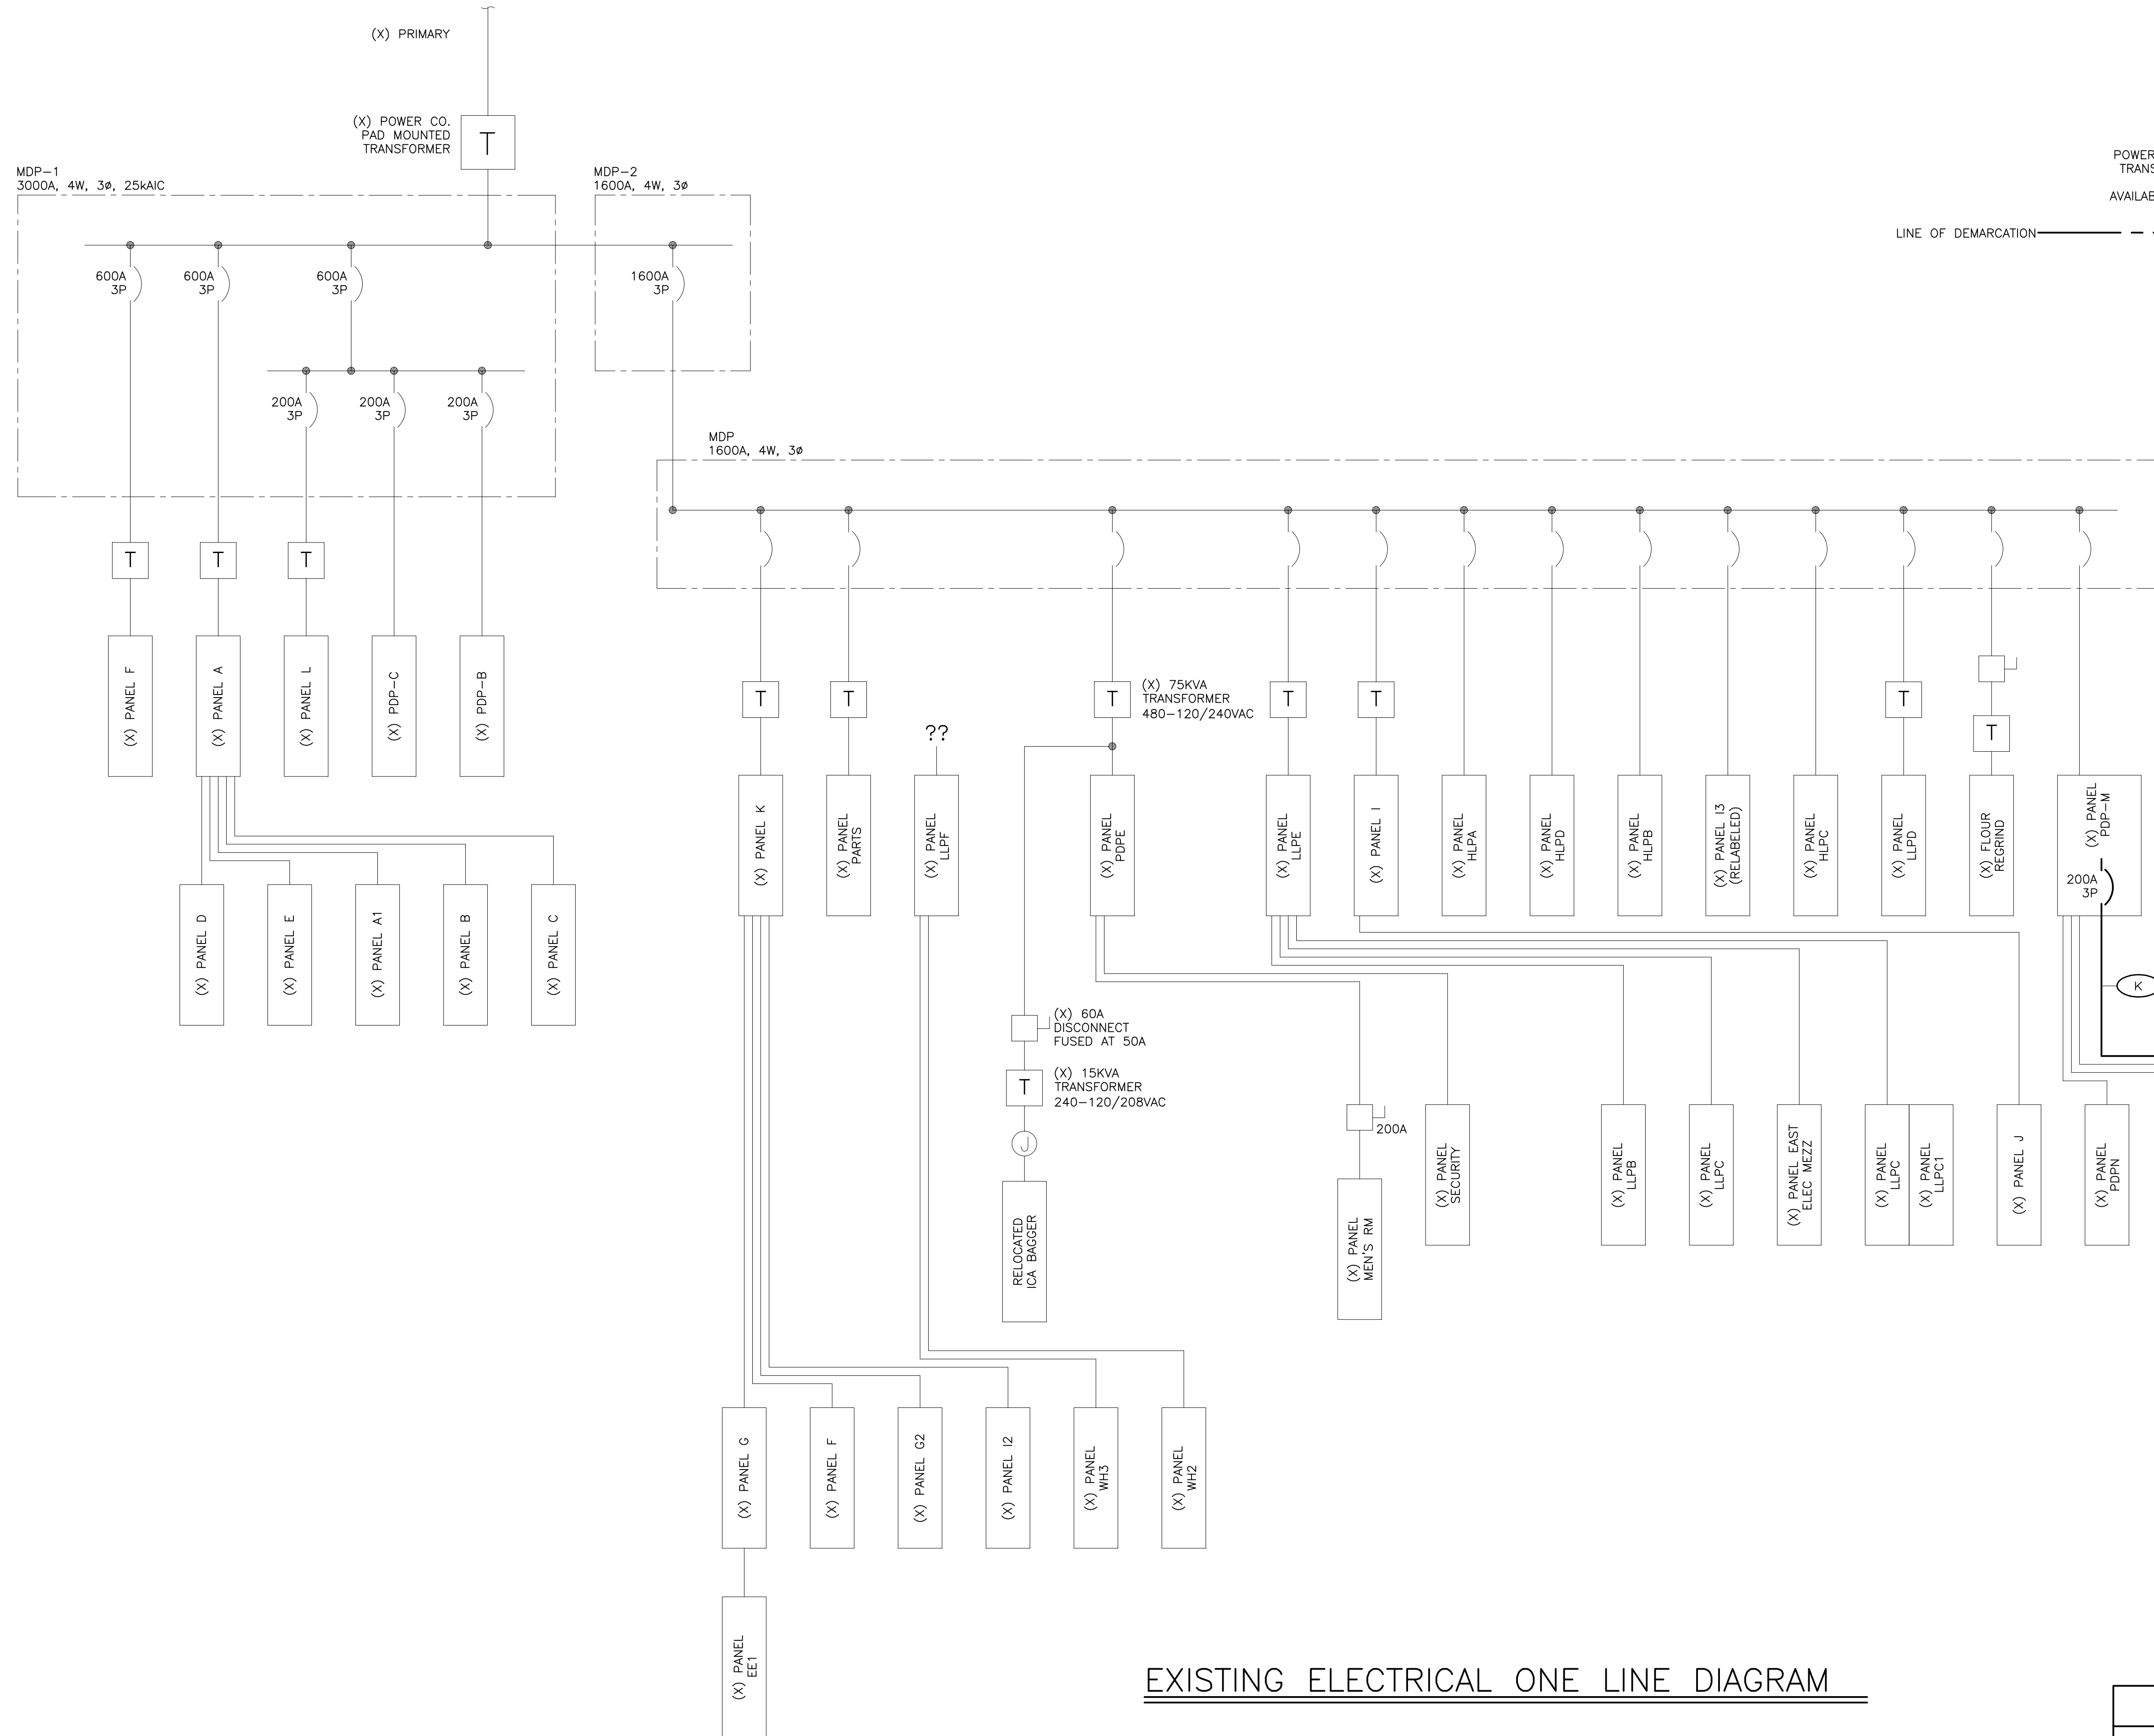 (X) PRIMARY
(X) POWER CO.
PAD MOUNTED
TRANSFORMER
T
MDP-1
3000A, 4W, 3ø, 25kAIC
MDP-2
1600A, 4W, 3ø
POWER
TRANS
AVAILAB
LINE OF DEMARCATION
600A
3P
600A
3P
600A
3P
1600A
3P
200A
3P
200A
3P
200A
3P
MDP
1600A, 4W, 3ø
T
T
T
(X) PANEL F
(X) PANEL A
(X) PANEL L
(X) PDP-C
(X) PDP-B
(X) PANEL D
(X) PANEL E
(X) PANEL A1
(X) PANEL B
(X) PANEL C
T
T
T
(X) 75KVA
TRANSFORMER
480-120/240VAC
T
T
T
T
??
(X) PANEL K
(X) PANEL
PARTS
(X) PANEL
LLPF
(X) PANEL
PDPE
(X) PANEL
LLPE
(X) PANEL I
(X) PANEL
HLPA
(X) PANEL
HLPD
(X) PANEL
HLPB
(X) PANEL I3
(RELABELED)
(X) PANEL
HLPC
(X) PANEL
LLPD
(X) FLOUR
REGRIND
(X) PANEL
PDP-M
200A
3P
K
(X) 60A
DISCONNECT
FUSED AT 50A
T
(X) 15KVA
TRANSFORMER
240-120/208VAC
J
RELOCATED
ICA BAGGER
200A
(X) PANEL
MEN'S RM
(X) PANEL
SECURITY
(X) PANEL
LLPB
(X) PANEL
LLPC
(X) PANEL EAST
ELEC MEZZ
(X) PANEL
LLPC
(X) PANEL
LLPC1
(X) PANEL J
(X) PANEL
PDPN
(X) PANEL G
(X) PANEL F
(X) PANEL G2
(X) PANEL I2
(X) PANEL
WH3
(X) PANEL
WH2
(X) PANEL
EE1
EXISTING ELECTRICAL ONE LINE DIAGRAM